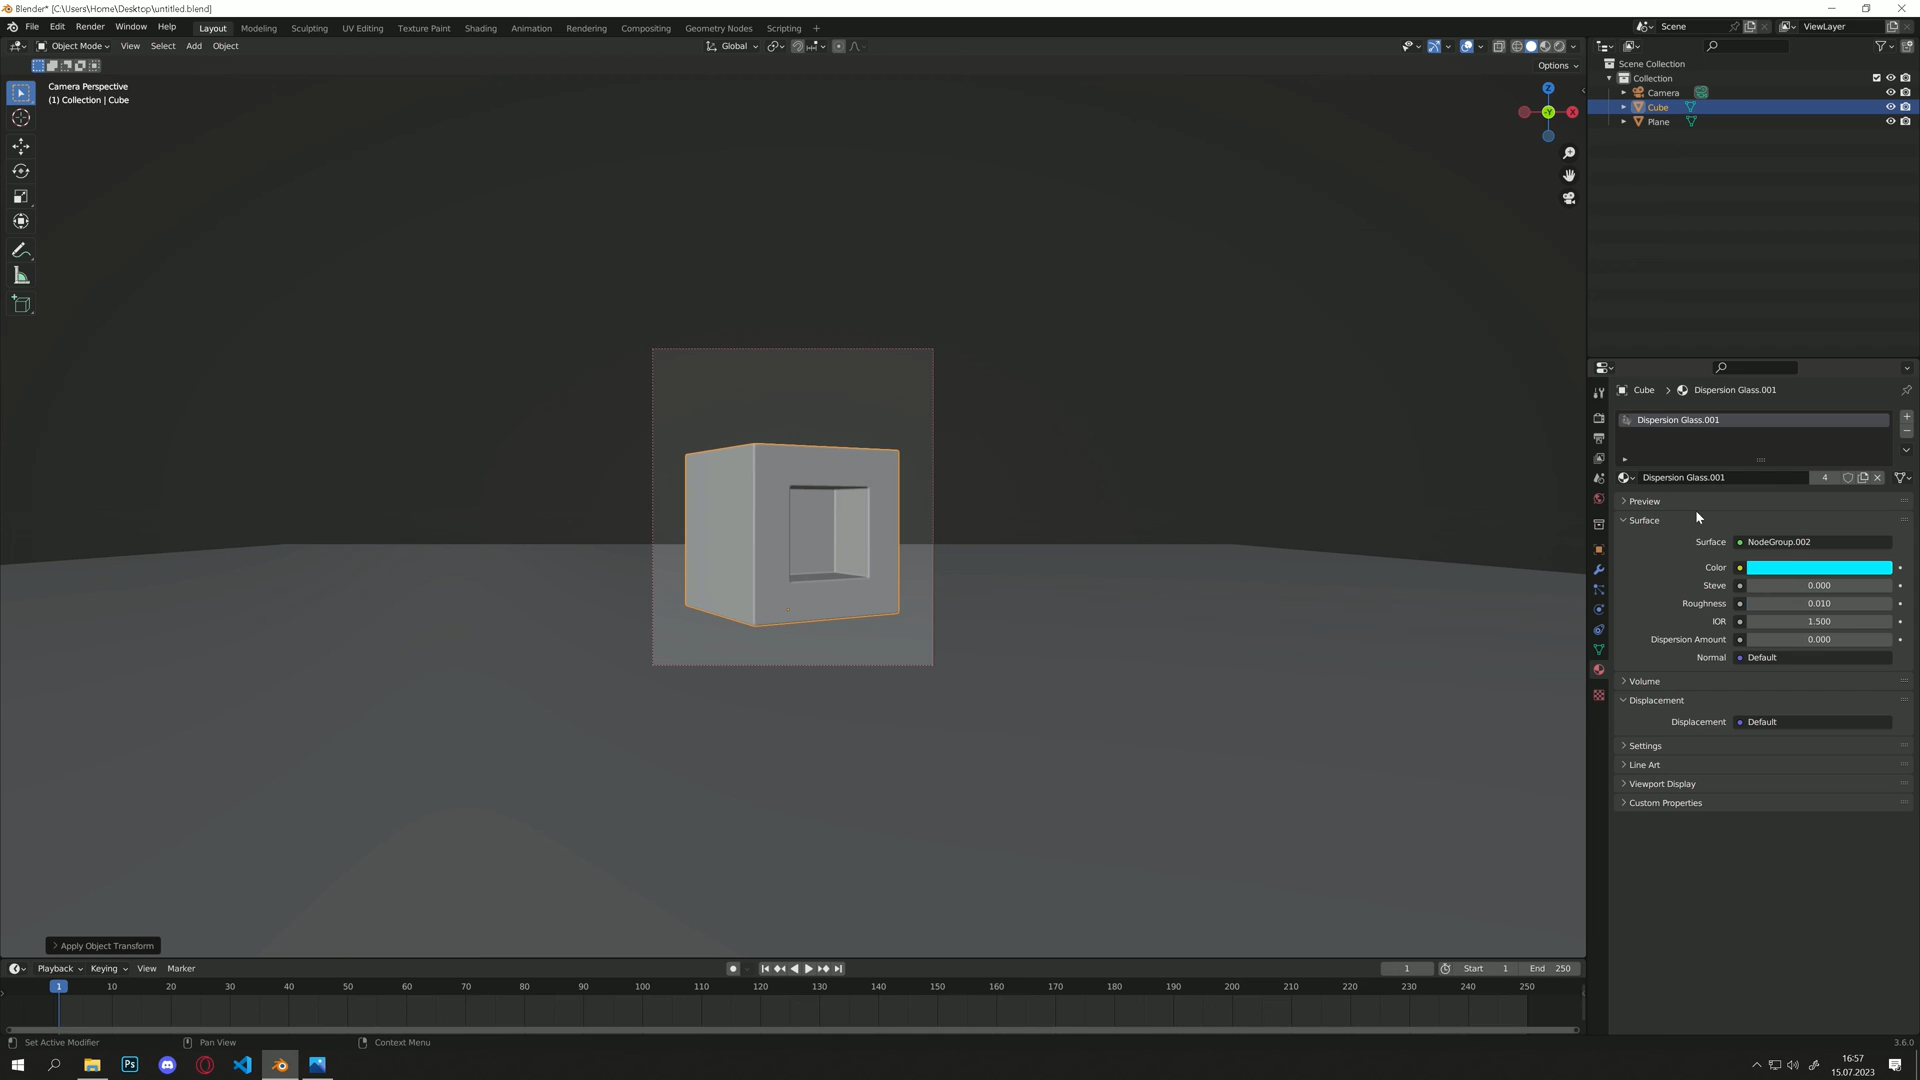 Blender* [C:\Users\Home\Desktop\untitled.blend]
File Edit Render Window Help
Layout Modeling Sculpting UV Editing Texture Paint Shading Animation Rendering Compositing Geometry Nodes Scripting +
Scene ViewLayer
Object Mode View Select Add Object Global
Options
Camera Perspective
(1) Collection | Cube
Z
-Y X
Scene Collection
Collection
Camera
Cube
Plane
Cube > Dispersion Glass.001
Dispersion Glass.001
Dispersion Glass.001 4
Preview
Surface
Surface NodeGroup.002
Color
Steve 0.000
Roughness 0.010
IOR 1.500
Dispersion Amount 0.000
Normal Default
Volume
Displacement
Displacement Default
Settings
Line Art
Viewport Display
Custom Properties
Apply Object Transform
Playback Keying View Marker 1 Start 1 End 250
1 10 20 30 40 50 60 70 80 90 100 110 120 130 140 150 160 170 180 190 200 210 220 230 240 250
Set Active Modifier Pan View Context Menu 3.6.0
Ps
16:57
15.07.2023